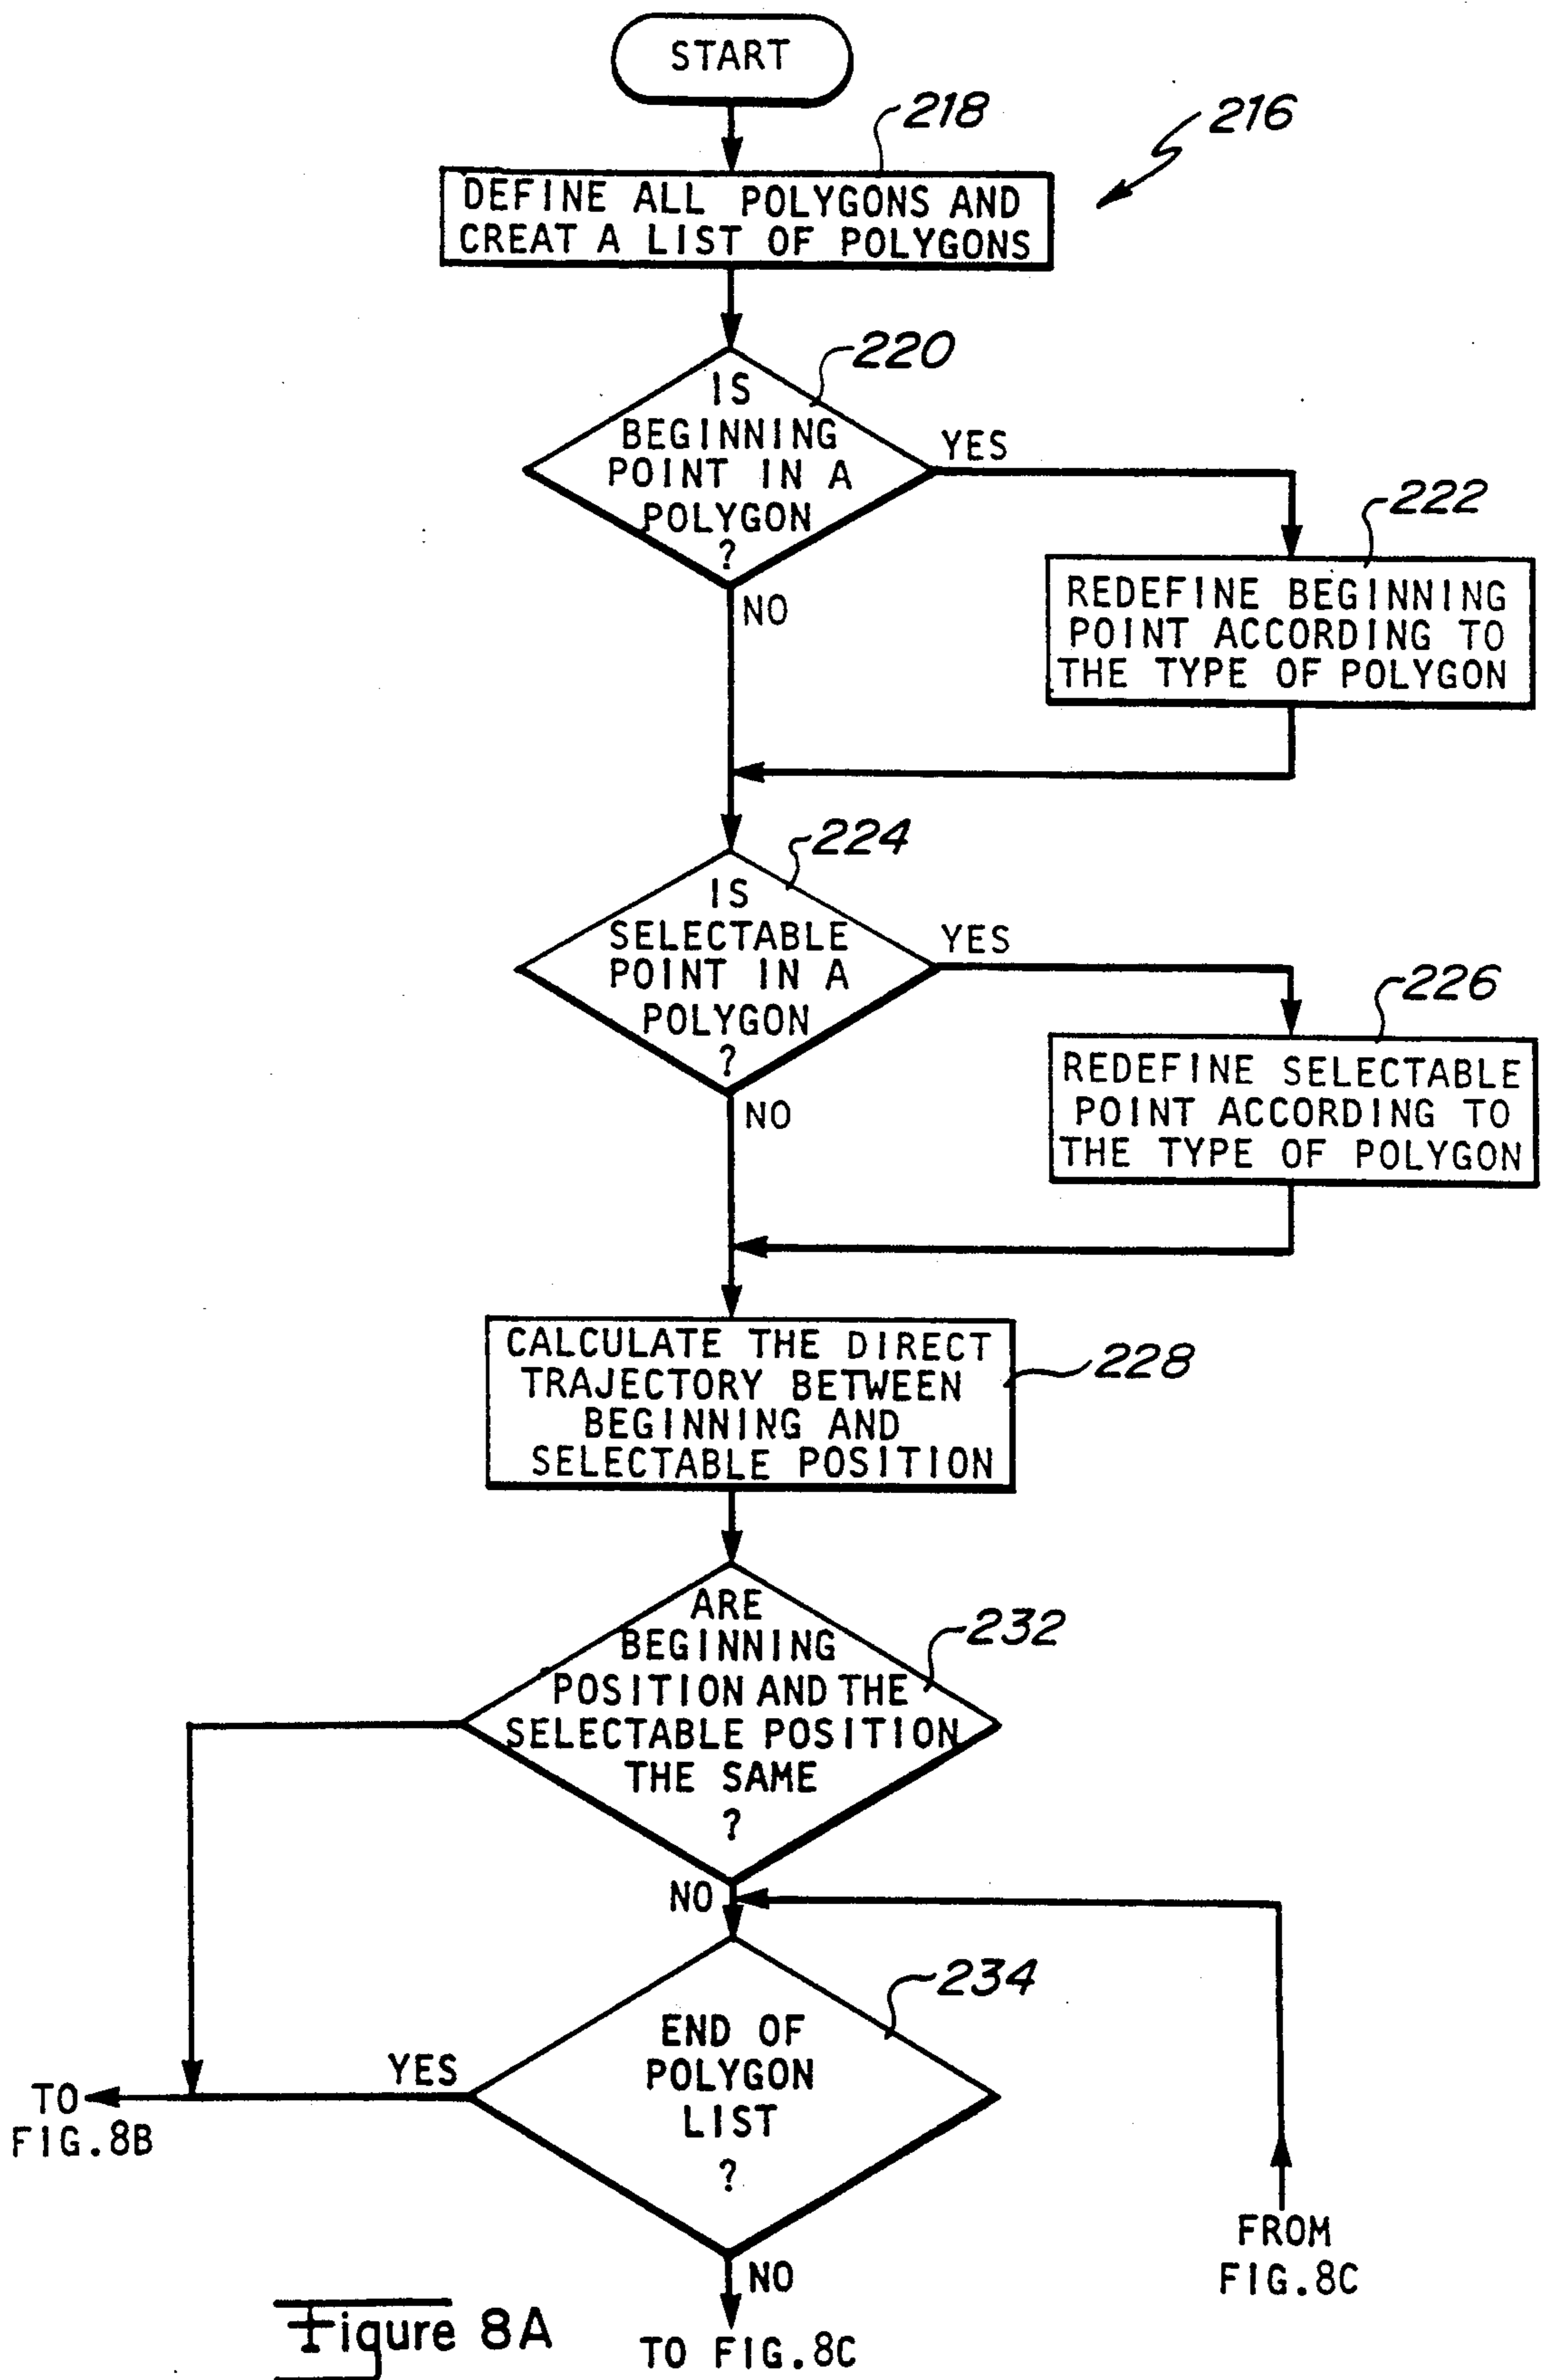 START
218
216
DEFINE ALL POLYGONS AND
CREAT A LIST OF POLYGONS
220
IS
BEGINNING
POINT IN A
POLYGON
?
YES
NO
222
REDEFINE BEGINNING
POINT ACCORDING TO
THE TYPE OF POLYGON
224
IS
SELECTABLE
POINT IN A
POLYGON
?
YES
NO
226
REDEFINE SELECTABLE
POINT ACCORDING TO
THE TYPE OF POLYGON
CALCULATE THE DIRECT
TRAJECTORY BETWEEN
BEGINNING AND
SELECTABLE POSITION
228
ARE
BEGINNING
POSITION AND THE
SELECTABLE POSITION
THE SAME
?
232
NO
234
END OF
POLYGON
LIST
?
YES
TO
FIG.8B
NO
TO FIG.8C
FROM
FIG.8C
Figure 8A